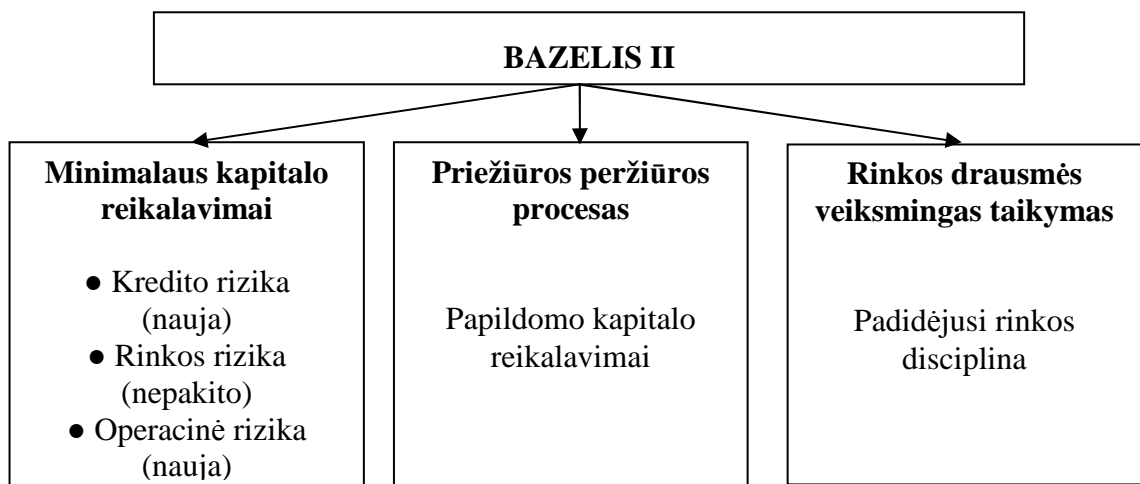 BAZELIS II
Minimalaus kapitalo
reikalavimai
● Kredito rizika
(nauja)
● Rinkos rizika
(nepakito)
● Operacinė rizika
(nauja)
Priežiūros peržiūros
procesas
Papildomo kapitalo
reikalavimai
Rinkos drausmės
veiksmingas taikymas
Padidėjusi rinkos
disciplina